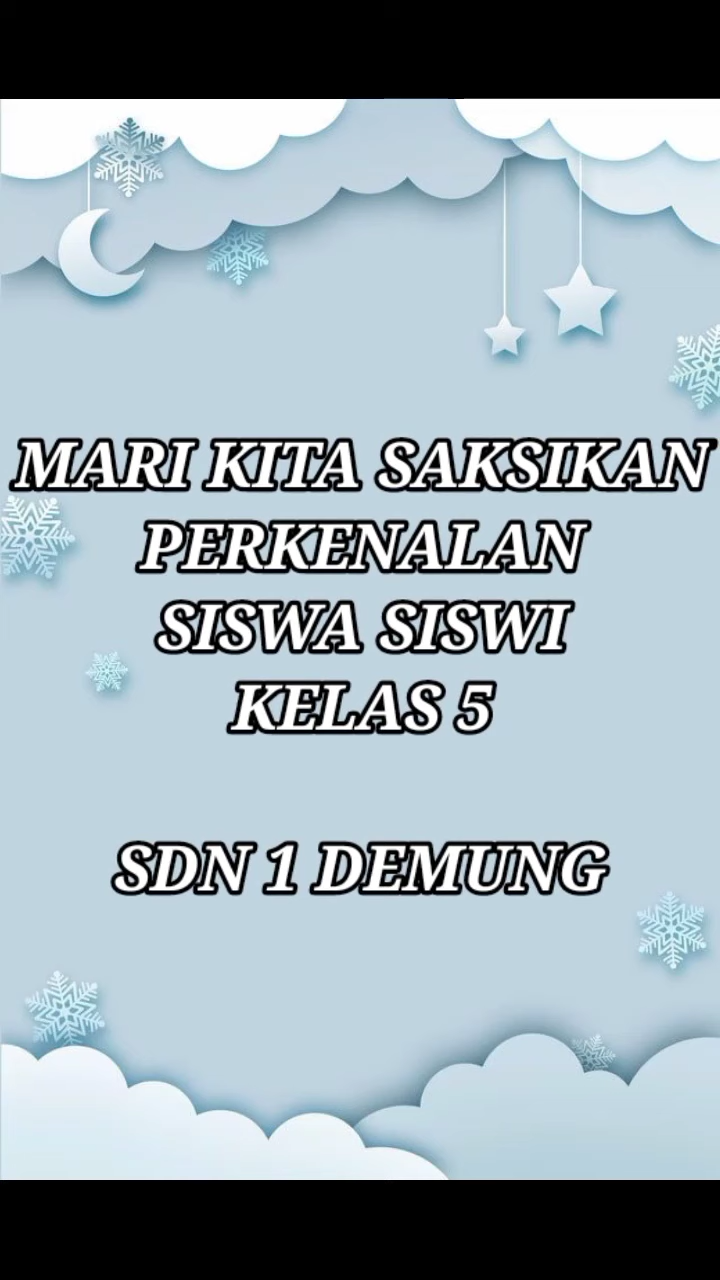 MARI KITA SAKSIKAN
PERKENALAN
SISWA SISWI
KELAS 5
SDN 1 DEMUNG